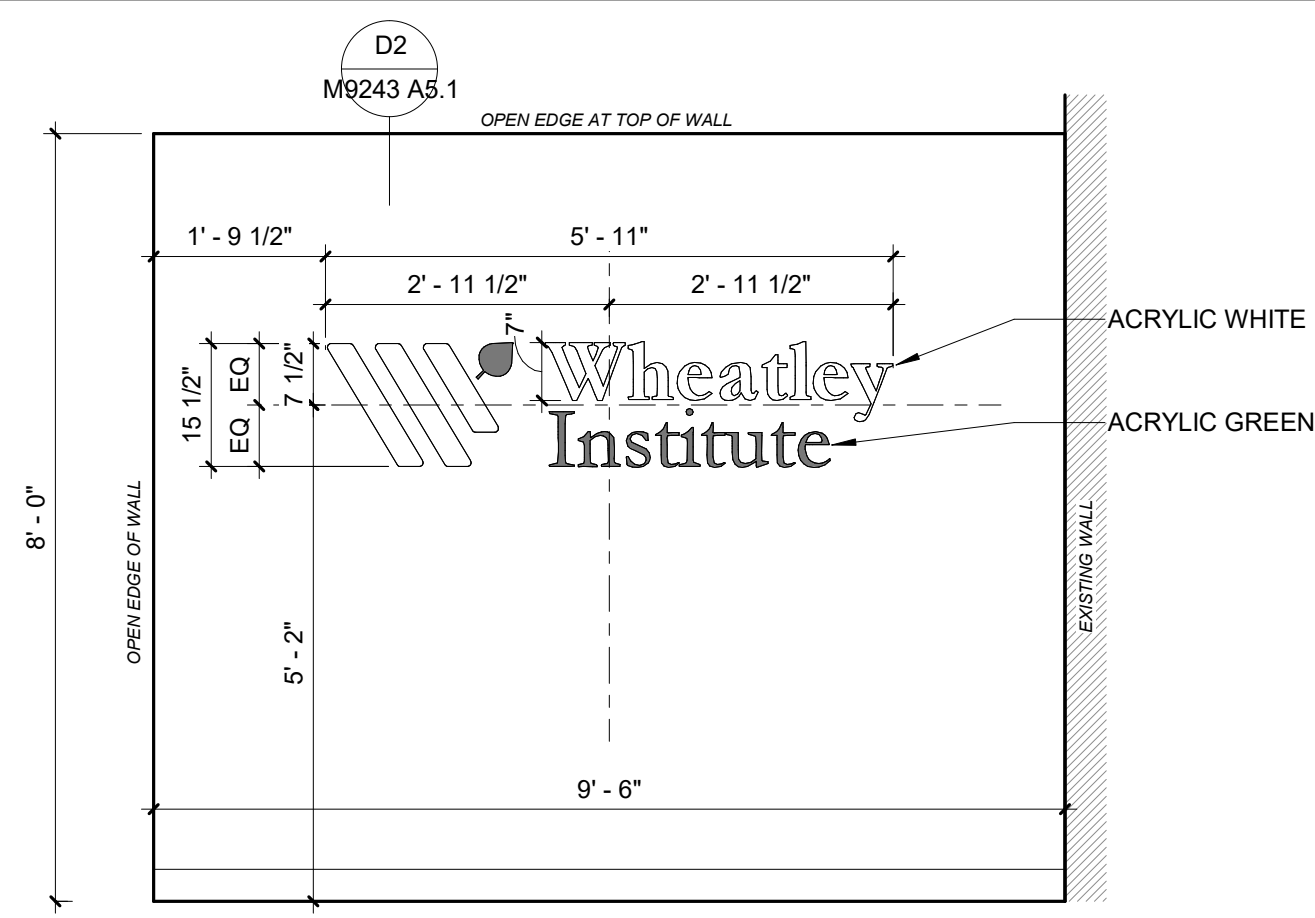 D2
M9243 A5.1
OPEN EDGE AT TOP OF WALL
1' - 9 1/2"
5' - 11"
2' - 11 1/2"
2' - 11 1/2"
ACRYLIC WHITE
7"
Wheatley
Institute
15 1/2"
EQ
EQ
7 1/2"
ACRYLIC GREEN
8' - 0"
OPEN EDGE OF WALL
5' - 2"
EXISTING WALL
9' - 6"